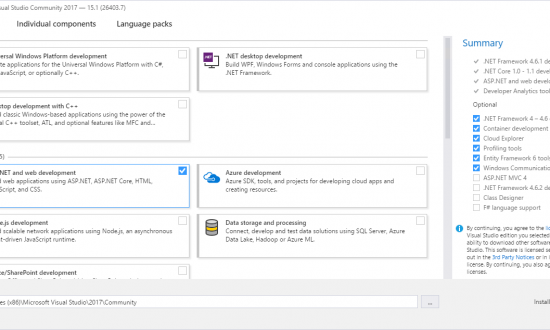 Visual Studio Community 2017 — 15.1 (26403.7)
Individual components
Language packs
versal Windows Platform development
te applications for the Universal Windows Platform with C#,
JavaScript, or optionally C++.
.NET desktop development
Build WPF, Windows Forms and console applications using the
.NET Framework.
ktop development with C++
d classic Windows-based applications using the power of the
al C++ toolset, ATL, and optional features like MFC and...
5)
.NET and web development
d web applications using ASP.NET, ASP.NET Core, HTML,
Script, and CSS.
Azure development
Azure SDK, tools, and projects for developing cloud apps and
creating resources.
e.js development
d scalable network applications using Node.js, an asynchronous
t-driven JavaScript runtime.
Data storage and processing
Connect, develop and test data solutions using SQL Server, Azure
Data Lake, Hadoop or Azure ML.
ce/SharePoint development
es (x86)\Microsoft Visual Studio\2017\Community
...
Summary
.NET Framework 4.6.1 de
.NET Core 1.0 - 1.1 deve
ASP.NET and web develo
Developer Analytics tool
Optional
.NET Framework 4 – 4.6
Container development
Cloud Explorer
Profiling tools
Entity Framework 6 tools
Windows Communication
ASP.NET MVC 4
.NET Framework 4.6.2 de
Class Designer
F# language support
By continuing, you agree to the
Visual Studio edition you selected
ability to download other software
This software is licensed se
out in the 3rd Party Notices or in
license. By continuing, you also ag
licenses.
Install